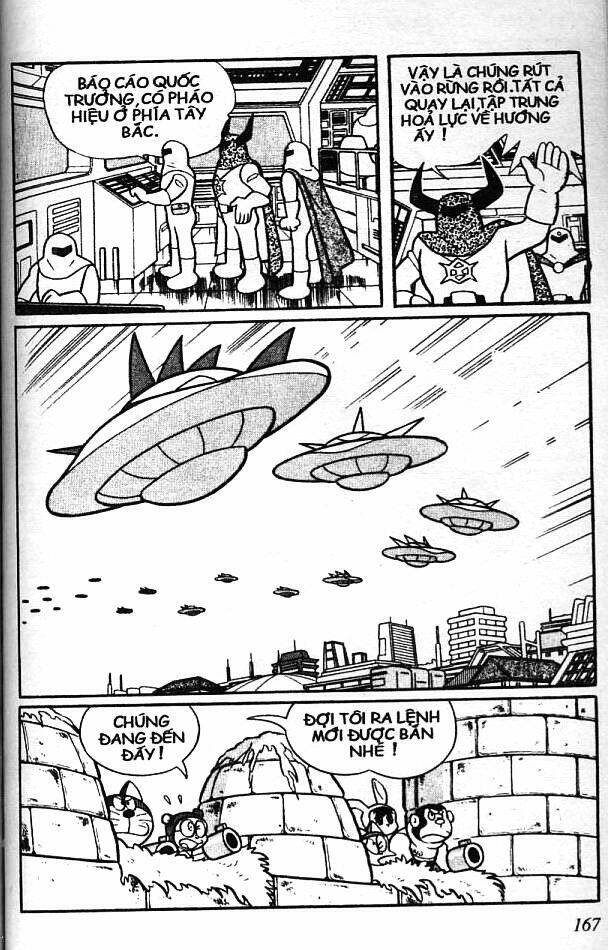 BÁO CÁO QUỐC
TRƯỞNG, CÓ PHÁO
HIỆU Ở PHÍA TÂY
BẮC.
VẬY LÀ CHÚNG RÚT
VÀO RỪNG RỒI. TẤT CẢ
QUAY LẠI, TẬP TRUNG
HOẢ LỰC VỀ HƯỚNG
ẤY !
CHÚNG
ĐANG ĐẾN
ĐẤY !
ĐỢI TÔI RA LỆNH
MỚI ĐƯỢC BẮN
NHÉ !
167